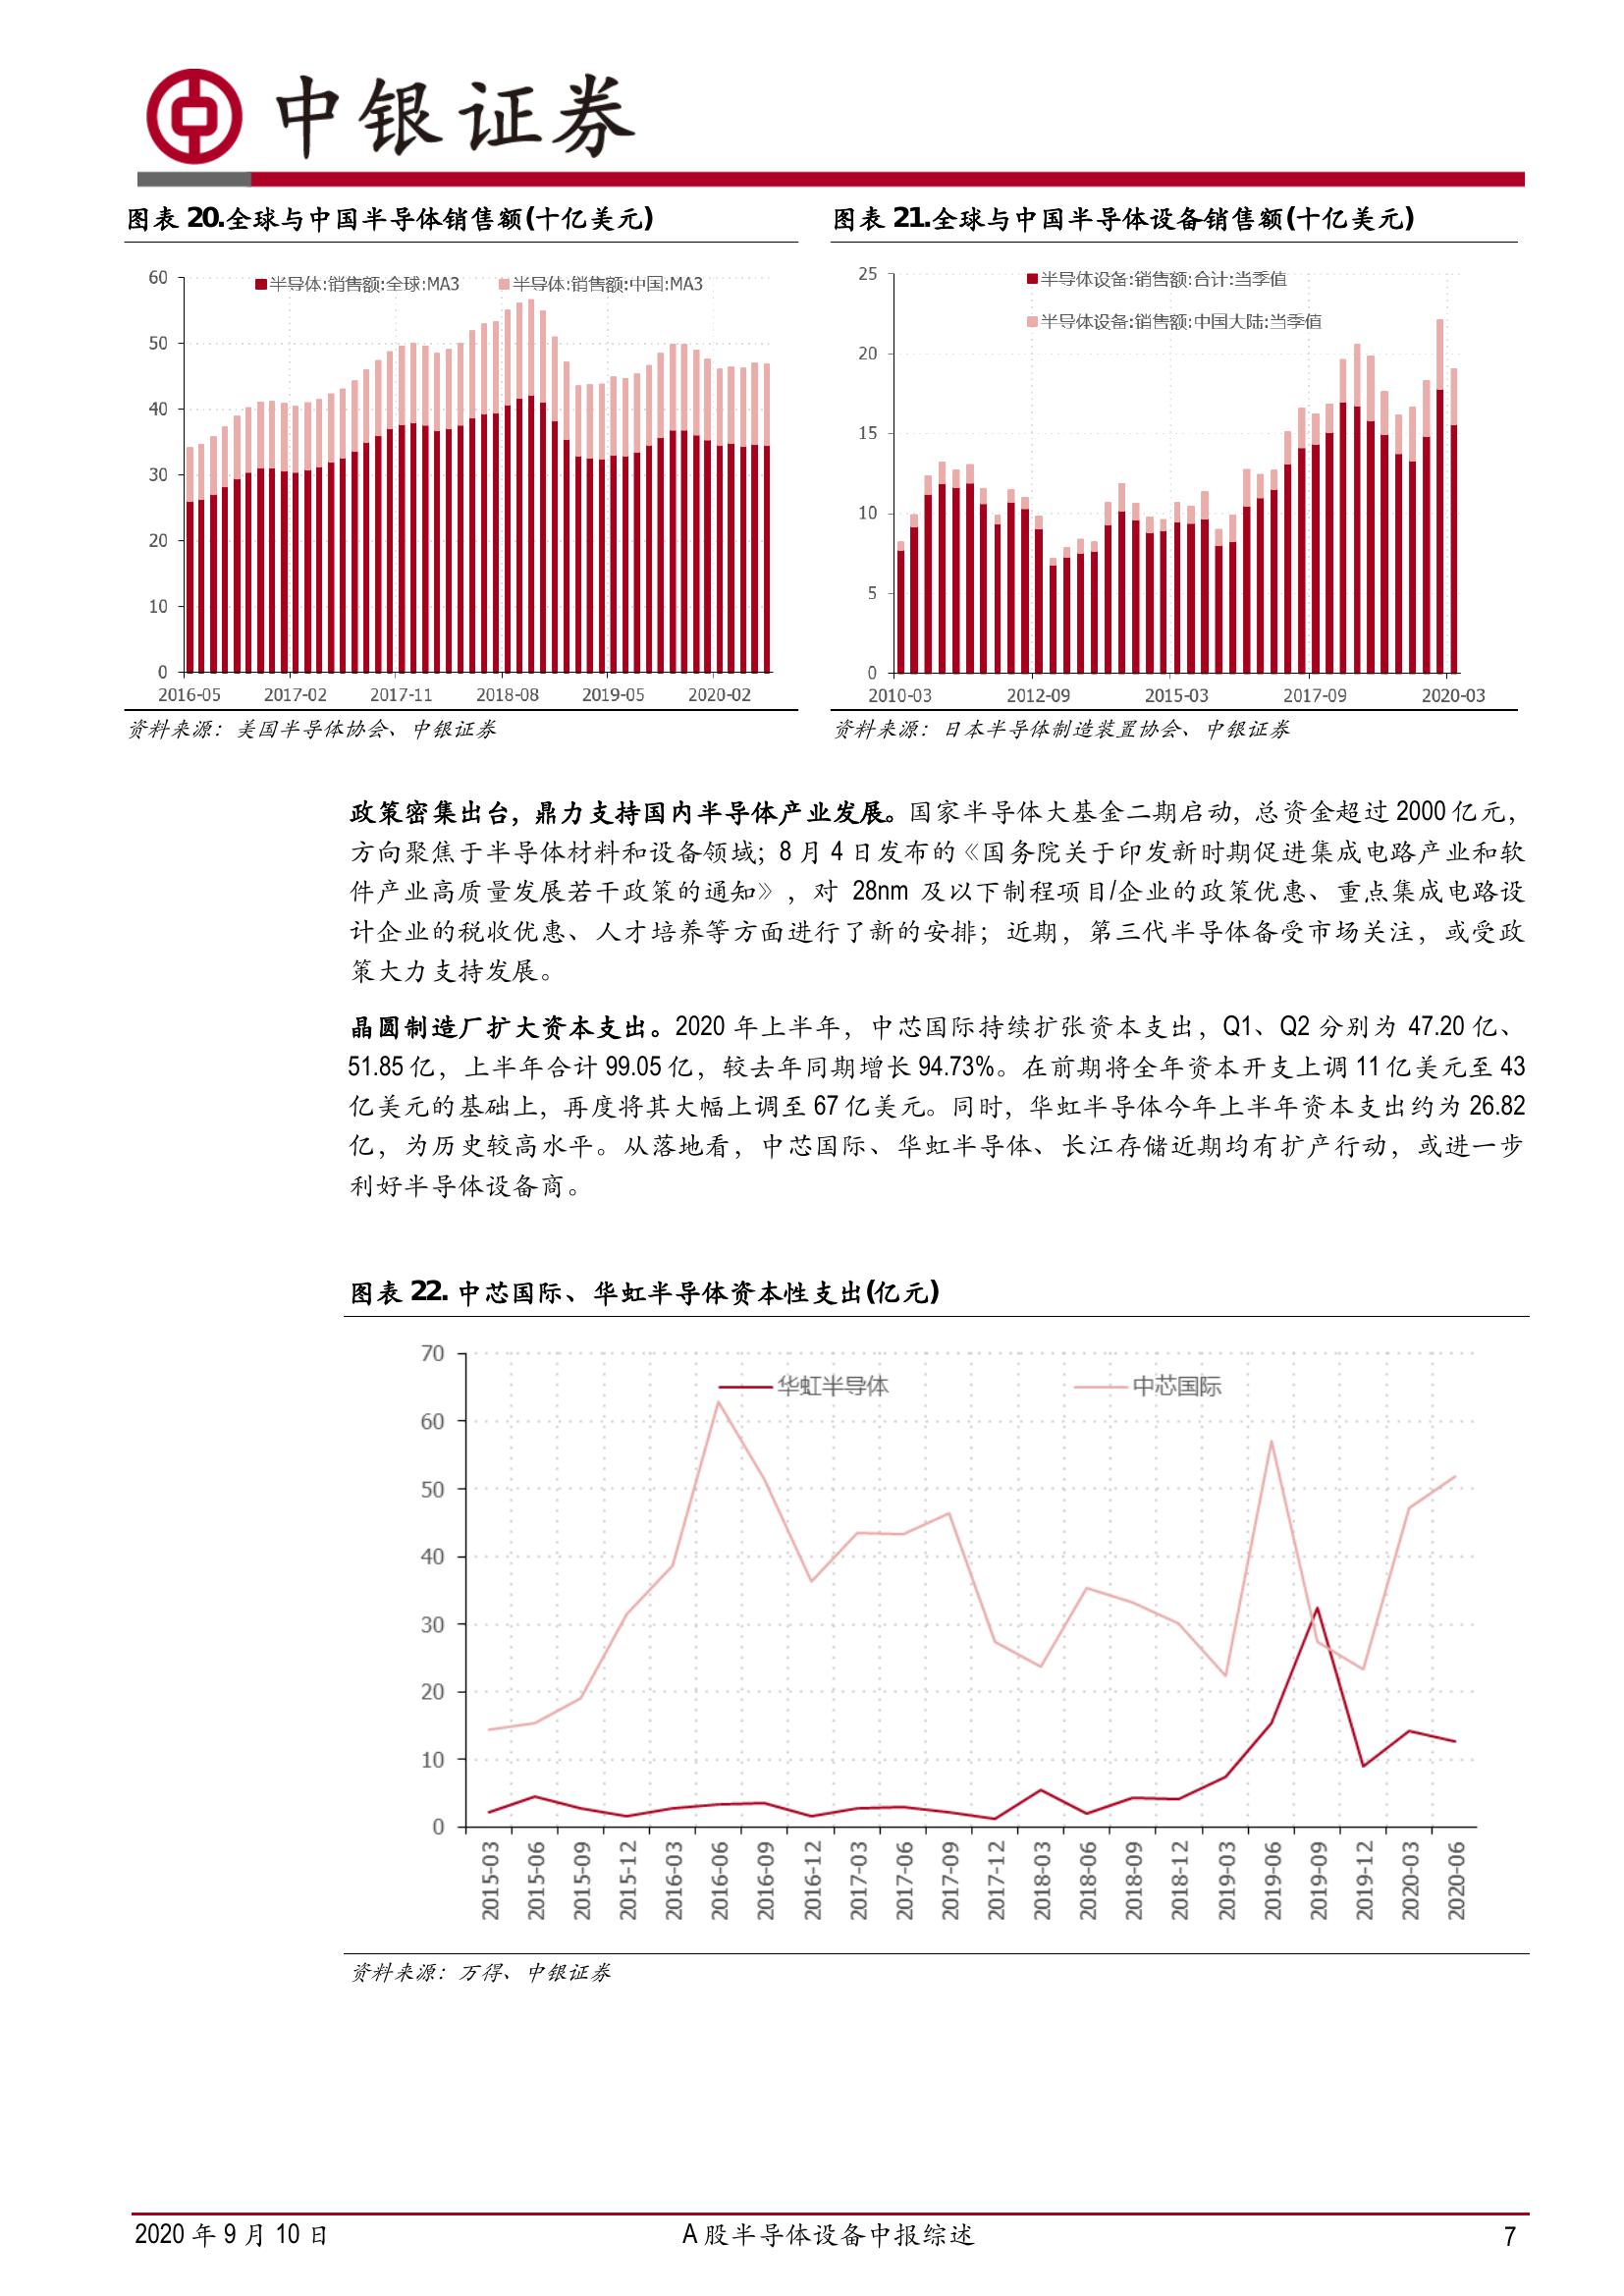 中银证券
图表 20.全球与中国半导体销售额(十亿美元)
60
50
40
30
20
10
0
半导体:销售额:全球:MA3
半导体:销售额:中国:MA3
2016-05 2017-02 2017-11 2018-08 2019-05 2020-02
资料来源：美国半导体协会、中银证券
图表 21.全球与中国半导体设备销售额(十亿美元)
25
20
15
10
5
0
半导体设备:销售额:合计:当季值
半导体设备:销售额:中国大陆:当季值
2010-03 2012-09 2015-03 2017-09 2020-03
资料来源：日本半导体制造装置协会、中银证券
政策密集出台，鼎力支持国内半导体产业发展。国家半导体大基金二期启动，总资金超过 2000 亿元，
方向聚焦于半导体材料和设备领域；8 月 4 日发布的《国务院关于印发新时期促进集成电路产业和软
件产业高质量发展若干政策的通知》，对 28nm 及以下制程项目/企业的政策优惠、重点集成电路设
计企业的税收优惠、人才培养等方面进行了新的安排；近期，第三代半导体备受市场关注，或受政
策大力支持发展。
晶圆制造厂扩大资本支出。2020 年上半年，中芯国际持续扩张资本支出，Q1、Q2 分别为 47.20 亿、
51.85 亿，上半年合计 99.05 亿，较去年同期增长 94.73%。在前期将全年资本开支上调 11 亿美元至 43
亿美元的基础上，再度将其大幅上调至 67 亿美元。同时，华虹半导体今年上半年资本支出约为 26.82
亿，为历史较高水平。从落地看，中芯国际、华虹半导体、长江存储近期均有扩产行动，或进一步
利好半导体设备商。
图表 22. 中芯国际、华虹半导体资本性支出(亿元)
70
60
50
40
30
20
10
0
华虹半导体
中芯国际
2015-03 2015-06 2015-09 2015-12 2016-03 2016-06 2016-09 2016-12 2017-03 2017-06 2017-09 2017-12 2018-03 2018-06 2018-09 2018-12 2019-03 2019-06 2019-09 2019-12 2020-03 2020-06
资料来源：万得、中银证券
2020 年 9 月 10 日
A 股半导体设备中报综述
7